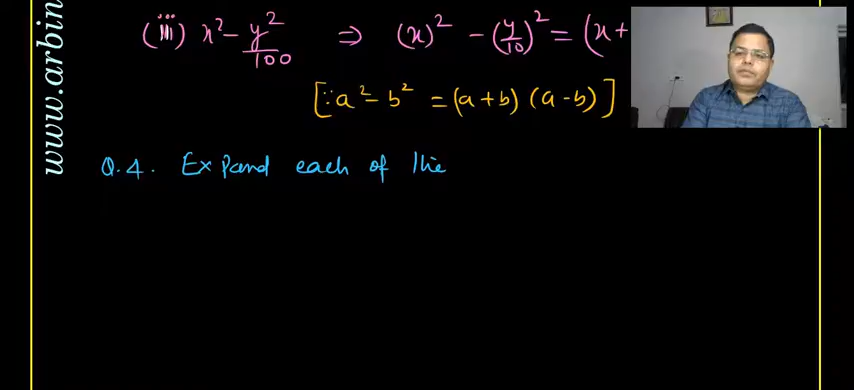 www.arbin
(iii) x² - y²/100 ⇒ (x)² - (y/10)² = (x +
[∵ a² - b² = (a + b) (a - b)]
Q.4. Expand each of the